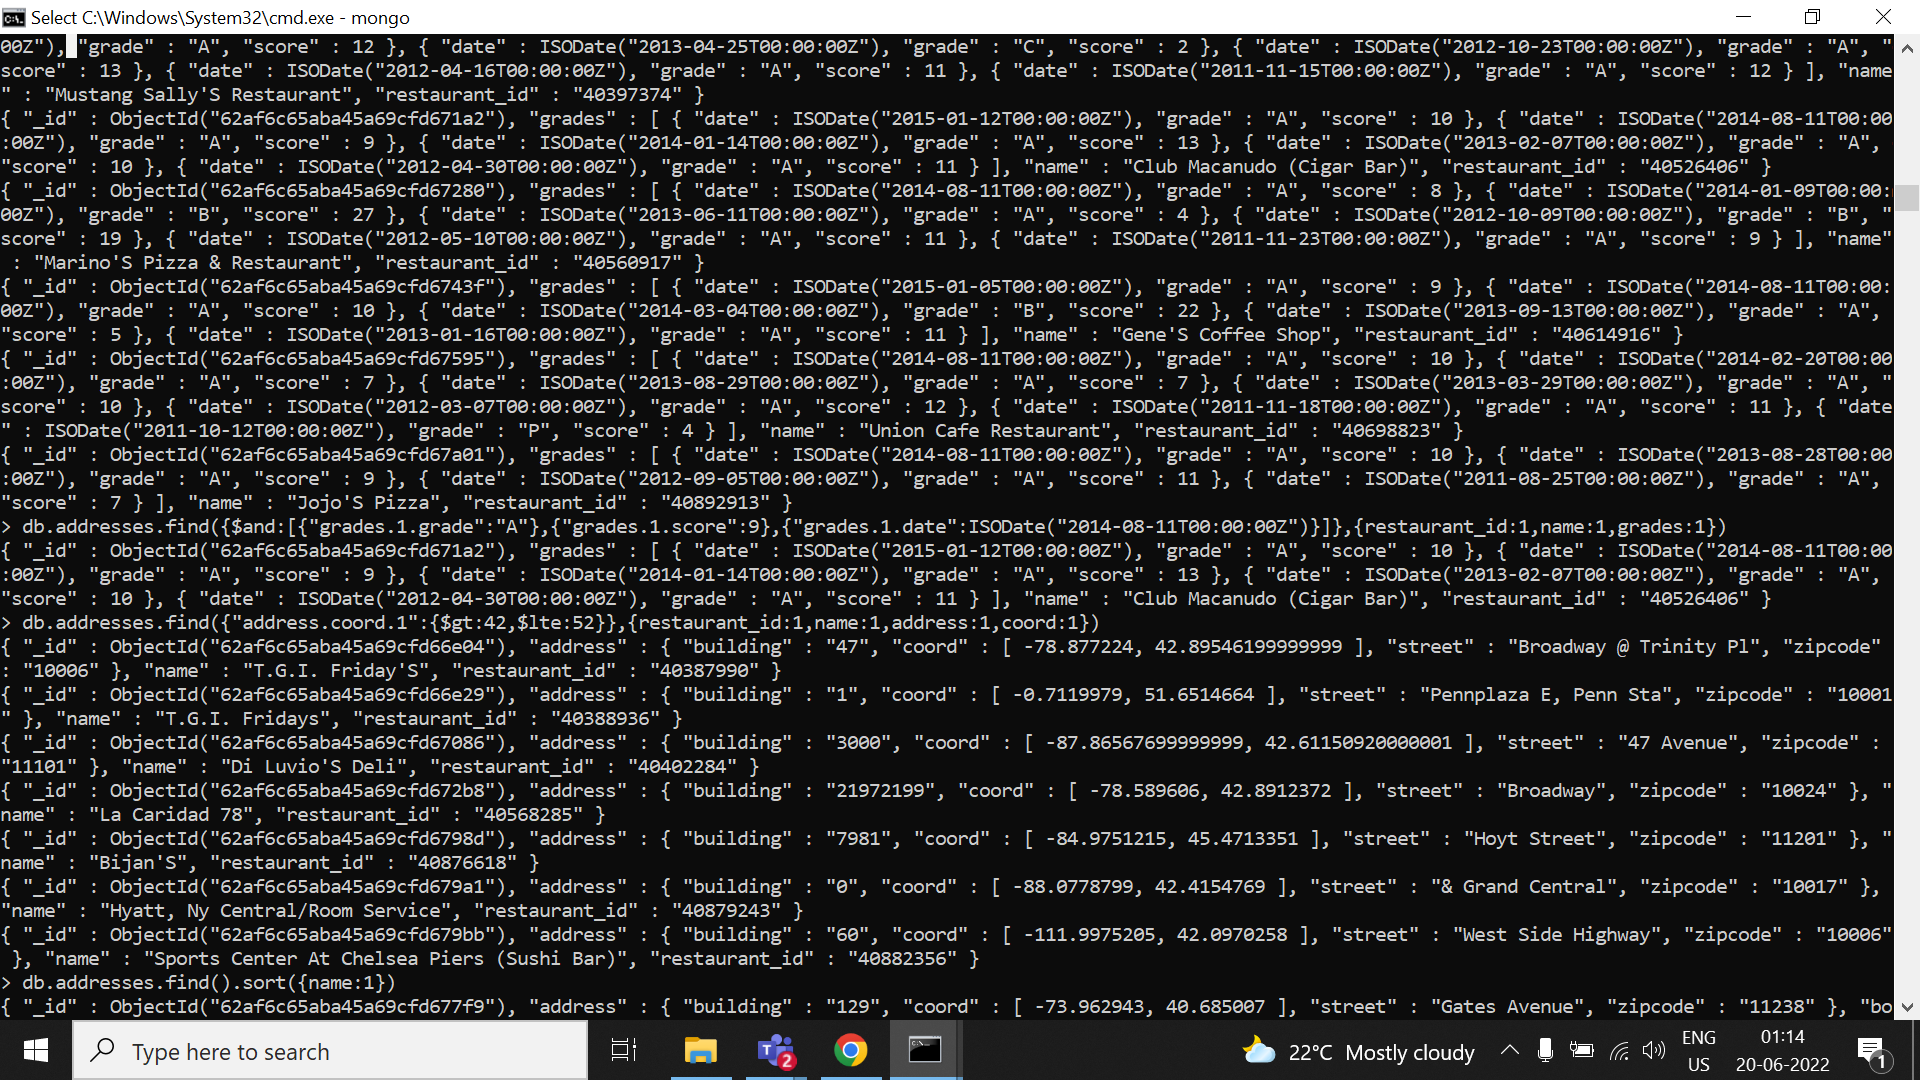 Select C:\Windows\System32\cmd.exe - mongo
00Z"), "grade" : "A", "score" : 12 }, { "date" : ISODate("2013-04-25T00:00:00Z"), "grade" : "C", "score" : 2 }, { "date" : ISODate("2012-10-23T00:00:00Z"), "grade" : "A", "
score" : 13 }, { "date" : ISODate("2012-04-16T00:00:00Z"), "grade" : "A", "score" : 11 }, { "date" : ISODate("2011-11-15T00:00:00Z"), "grade" : "A", "score" : 12 } ], "name
" : "Mustang Sally'S Restaurant", "restaurant_id" : "40397374" }
{ "_id" : ObjectId("62af6c65aba45a69cfd671a2"), "grades" : [ { "date" : ISODate("2015-01-12T00:00:00Z"), "grade" : "A", "score" : 10 }, { "date" : ISODate("2014-08-11T00:00
:00Z"), "grade" : "A", "score" : 9 }, { "date" : ISODate("2014-01-14T00:00:00Z"), "grade" : "A", "score" : 13 }, { "date" : ISODate("2013-02-07T00:00:00Z"), "grade" : "A",
"score" : 10 }, { "date" : ISODate("2012-04-30T00:00:00Z"), "grade" : "A", "score" : 11 } ], "name" : "Club Macanudo (Cigar Bar)", "restaurant_id" : "40526406" }
{ "_id" : ObjectId("62af6c65aba45a69cfd67280"), "grades" : [ { "date" : ISODate("2014-08-11T00:00:00Z"), "grade" : "A", "score" : 8 }, { "date" : ISODate("2014-01-09T00:00:
00Z"), "grade" : "B", "score" : 27 }, { "date" : ISODate("2013-06-11T00:00:00Z"), "grade" : "A", "score" : 4 }, { "date" : ISODate("2012-10-09T00:00:00Z"), "grade" : "B", "
score" : 19 }, { "date" : ISODate("2012-05-10T00:00:00Z"), "grade" : "A", "score" : 11 }, { "date" : ISODate("2011-11-23T00:00:00Z"), "grade" : "A", "score" : 9 } ], "name"
 : "Marino'S Pizza & Restaurant", "restaurant_id" : "40560917" }
{ "_id" : ObjectId("62af6c65aba45a69cfd6743f"), "grades" : [ { "date" : ISODate("2015-01-05T00:00:00Z"), "grade" : "A", "score" : 9 }, { "date" : ISODate("2014-08-11T00:00:
00Z"), "grade" : "A", "score" : 10 }, { "date" : ISODate("2014-03-04T00:00:00Z"), "grade" : "B", "score" : 22 }, { "date" : ISODate("2013-09-13T00:00:00Z"), "grade" : "A",
"score" : 5 }, { "date" : ISODate("2013-01-16T00:00:00Z"), "grade" : "A", "score" : 11 } ], "name" : "Gene'S Coffee Shop", "restaurant_id" : "40614916" }
{ "_id" : ObjectId("62af6c65aba45a69cfd67595"), "grades" : [ { "date" : ISODate("2014-08-11T00:00:00Z"), "grade" : "A", "score" : 10 }, { "date" : ISODate("2014-02-20T00:00
:00Z"), "grade" : "A", "score" : 7 }, { "date" : ISODate("2013-08-29T00:00:00Z"), "grade" : "A", "score" : 7 }, { "date" : ISODate("2013-03-29T00:00:00Z"), "grade" : "A", "
score" : 10 }, { "date" : ISODate("2012-03-07T00:00:00Z"), "grade" : "A", "score" : 12 }, { "date" : ISODate("2011-11-18T00:00:00Z"), "grade" : "A", "score" : 11 }, { "date
" : ISODate("2011-10-12T00:00:00Z"), "grade" : "P", "score" : 4 } ], "name" : "Union Cafe Restaurant", "restaurant_id" : "40698823" }
{ "_id" : ObjectId("62af6c65aba45a69cfd67a01"), "grades" : [ { "date" : ISODate("2014-08-11T00:00:00Z"), "grade" : "A", "score" : 10 }, { "date" : ISODate("2013-08-28T00:00
:00Z"), "grade" : "A", "score" : 9 }, { "date" : ISODate("2012-09-05T00:00:00Z"), "grade" : "A", "score" : 11 }, { "date" : ISODate("2011-08-25T00:00:00Z"), "grade" : "A",
"score" : 7 } ], "name" : "Jojo'S Pizza", "restaurant_id" : "40892913" }
> db.addresses.find({$and:[{"grades.1.grade":"A"},{"grades.1.score":9},{"grades.1.date":ISODate("2014-08-11T00:00:00Z")}]},{restaurant_id:1,name:1,grades:1})
{ "_id" : ObjectId("62af6c65aba45a69cfd671a2"), "grades" : [ { "date" : ISODate("2015-01-12T00:00:00Z"), "grade" : "A", "score" : 10 }, { "date" : ISODate("2014-08-11T00:00
:00Z"), "grade" : "A", "score" : 9 }, { "date" : ISODate("2014-01-14T00:00:00Z"), "grade" : "A", "score" : 13 }, { "date" : ISODate("2013-02-07T00:00:00Z"), "grade" : "A",
"score" : 10 }, { "date" : ISODate("2012-04-30T00:00:00Z"), "grade" : "A", "score" : 11 } ], "name" : "Club Macanudo (Cigar Bar)", "restaurant_id" : "40526406" }
> db.addresses.find({"address.coord.1":{$gt:42,$lte:52}},{restaurant_id:1,name:1,address:1,coord:1})
{ "_id" : ObjectId("62af6c65aba45a69cfd66e04"), "address" : { "building" : "47", "coord" : [ -78.877224, 42.89546199999999 ], "street" : "Broadway @ Trinity Pl", "zipcode"
: "10006" }, "name" : "T.G.I. Friday'S", "restaurant_id" : "40387990" }
{ "_id" : ObjectId("62af6c65aba45a69cfd66e29"), "address" : { "building" : "1", "coord" : [ -0.7119979, 51.6514664 ], "street" : "Pennplaza E, Penn Sta", "zipcode" : "10001
" }, "name" : "T.G.I. Fridays", "restaurant_id" : "40388936" }
{ "_id" : ObjectId("62af6c65aba45a69cfd67086"), "address" : { "building" : "3000", "coord" : [ -87.86567699999999, 42.61150920000001 ], "street" : "47 Avenue", "zipcode" :
"11101" }, "name" : "Di Luvio'S Deli", "restaurant_id" : "40402284" }
{ "_id" : ObjectId("62af6c65aba45a69cfd672b8"), "address" : { "building" : "21972199", "coord" : [ -78.589606, 42.8912372 ], "street" : "Broadway", "zipcode" : "10024" }, "
name" : "La Caridad 78", "restaurant_id" : "40568285" }
{ "_id" : ObjectId("62af6c65aba45a69cfd6798d"), "address" : { "building" : "7981", "coord" : [ -84.9751215, 45.4713351 ], "street" : "Hoyt Street", "zipcode" : "11201" }, "
name" : "Bijan'S", "restaurant_id" : "40876618" }
{ "_id" : ObjectId("62af6c65aba45a69cfd679a1"), "address" : { "building" : "0", "coord" : [ -88.0778799, 42.4154769 ], "street" : "& Grand Central", "zipcode" : "10017" },
"name" : "Hyatt, Ny Central/Room Service", "restaurant_id" : "40879243" }
{ "_id" : ObjectId("62af6c65aba45a69cfd679bb"), "address" : { "building" : "60", "coord" : [ -111.9975205, 42.0970258 ], "street" : "West Side Highway", "zipcode" : "10006"
 }, "name" : "Sports Center At Chelsea Piers (Sushi Bar)", "restaurant_id" : "40882356" }
> db.addresses.find().sort({name:1})
{ "_id" : ObjectId("62af6c65aba45a69cfd677f9"), "address" : { "building" : "129", "coord" : [ -73.962943, 40.685007 ], "street" : "Gates Avenue", "zipcode" : "11238" }, "bo
Type here to search
2
22°C Mostly cloudy
ENG
US
01:14
20-06-2022
1